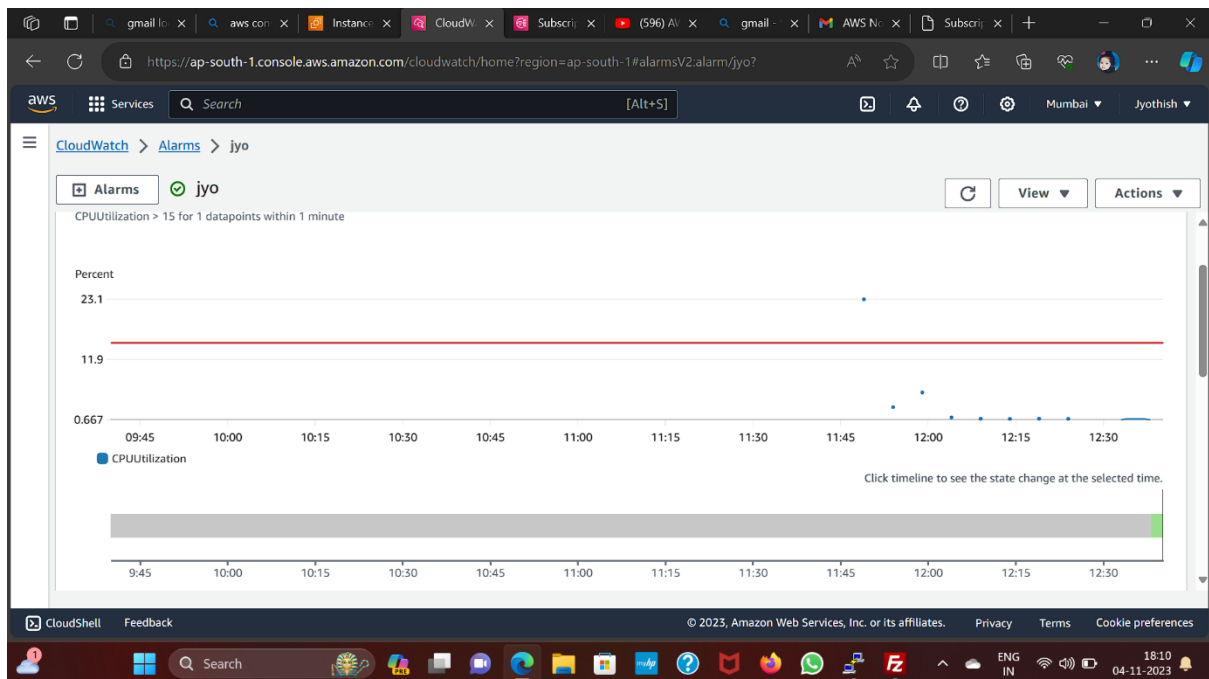 gmail lo
aws con
Instance
CloudW
Subscrip
(596) AV
gmail -
AWS No
Subscrip
https://ap-south-1.console.aws.amazon.com/cloudwatch/home?region=ap-south-1#alarmsV2:alarm/jyo?
aws
Services
Search
[Alt+S]
Mumbai
Jyothish
CloudWatch > Alarms > jyo
Alarms
jyo
View
Actions
CPUUtilization > 15 for 1 datapoints within 1 minute
Percent
23.1
11.9
0.667
09:45 10:00 10:15 10:30 10:45 11:00 11:15 11:30 11:45 12:00 12:15 12:30
CPUUtilization
Click timeline to see the state change at the selected time.
9:45 10:00 10:15 10:30 10:45 11:00 11:15 11:30 11:45 12:00 12:15 12:30
CloudShell
Feedback
© 2023, Amazon Web Services, Inc. or its affiliates.
Privacy
Terms
Cookie preferences
1
Search
PRE
myhp
ENG
IN
18:10
04-11-2023